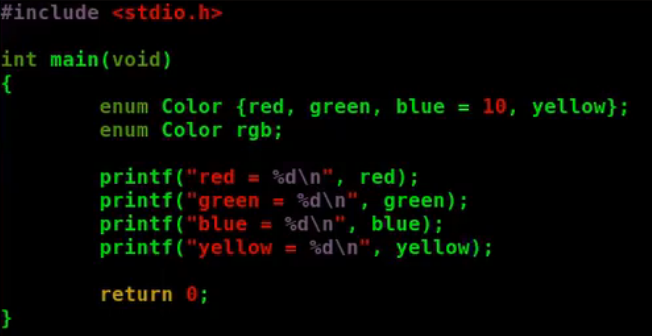 #include <stdio.h>
int main(void)
{
enum Color {red, green, blue = 10, yellow};
enum Color rgb;
printf("red = %d\n", red);
printf("green = %d\n", green);
printf("blue = %d\n", blue);
printf("yellow = %d\n", yellow);
return 0;
}